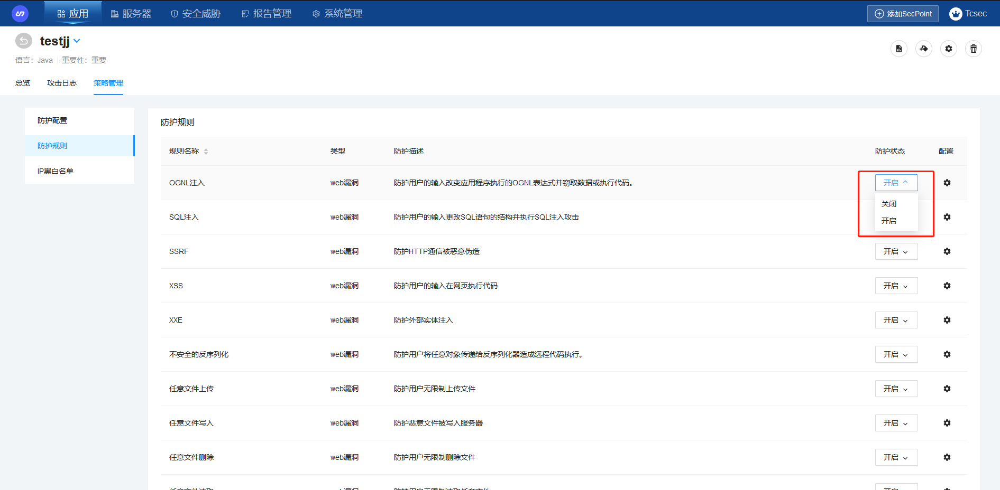 应用 服务器 安全威胁 报告管理 系统管理 添加SecPoint Tcsec
testjj
语言：Java 重要性：重要
总览 攻击日志 策略管理
防护配置
防护规则
IP黑白名单
防护规则
规则名称 类型 防护描述 防护状态 配置
OGNL注入 web漏洞 防护用户的输入改变应用程序执行的OGNL表达式并窃取数据或执行代码。 开启
关闭
开启
SQL注入 web漏洞 防护用户的输入更改SQL语句的结构并执行SQL注入攻击
SSRF web漏洞 防护HTTP通信被恶意伪造 开启
XSS web漏洞 防护用户的输入在网页执行代码 开启
XXE web漏洞 防护外部实体注入 开启
不安全的反序列化 web漏洞 防护用户将任意对象传递给反序列化器造成远程代码执行。 开启
任意文件上传 web漏洞 防护用户无限制上传文件 开启
任意文件写入 web漏洞 防护恶意文件被写入服务器 开启
任意文件删除 web漏洞 防护用户无限制删除文件 开启